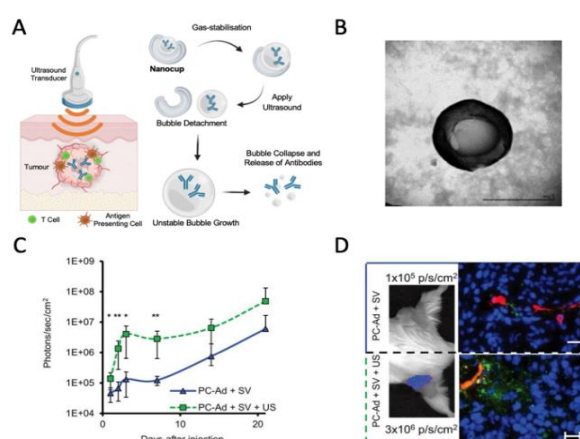 A
Ultrasound
Transducer
Tumour
T Cell
Antigen
Presenting Cell
Gas-stabilisation
Nanocup
Apply
Ultrasound
Bubble Detachment
Bubble Collapse and
Release of Antibodies
Unstable Bubble Growth
B
C
Photons/sec/cm²
1E+09
1E+08
1E+07
1E+06
1E+05
1E+04
* ** * **
PC-Ad + SV
PC-Ad + SV + US
0 10 20
Days after injection
D
PC-Ad + SV
1x10⁵ p/s/cm²
PC-Ad + SV + US
3x10⁶ p/s/cm²